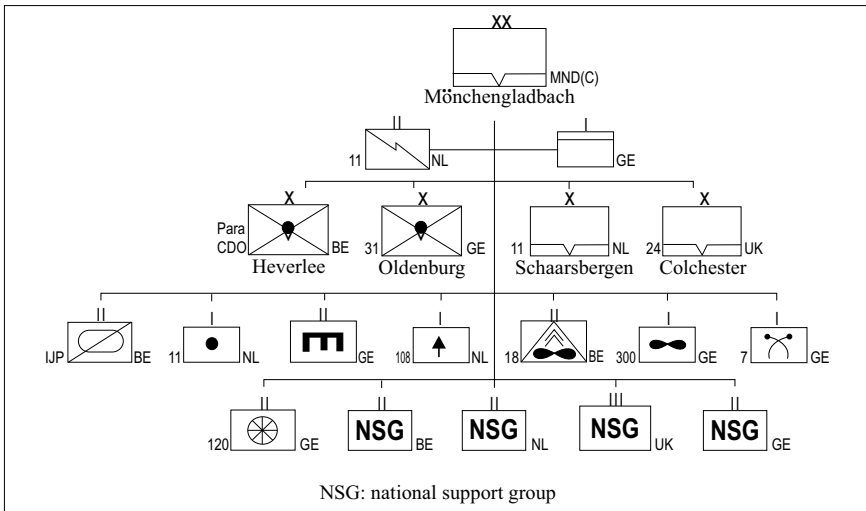 XX
MND(C)
Mönchengladbach
II I
11 NL GE
X X X X
Para
CDO BE 31 GE 11 NL 24 UK
Heverlee Oldenburg Schaarsbergen Colchester
II I II I II I I
IJP BE 11 NL GE 108 NL 18 BE 300 GE 7 GE
II II II III II
120 GE NSG BE NSG NL NSG UK NSG GE
NSG: national support group